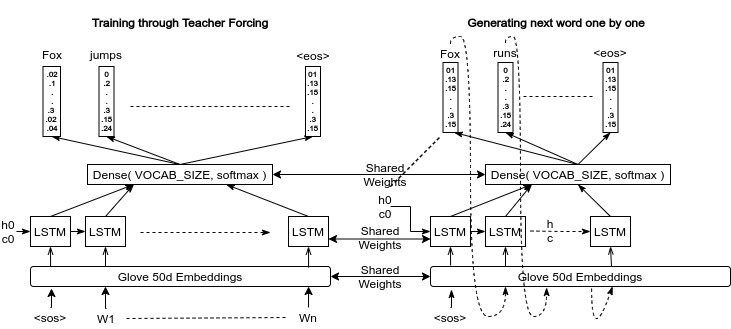 Training through Teacher Forcing
Generating next word one by one
Fox
jumps
<eos>
Fox
runs
<eos>
.02
.1
.
.
.3
.02
.04
0
.2
.
.
.3
.15
.24
01
.13
.15
.
.
.3
.15
01
.13
.15
.
.
.3
.15
0
.2
.
.
.3
.15
.24
01
.13
.15
.
.
.3
.15
Dense( VOCAB_SIZE, softmax )
Shared
Weights
Dense( VOCAB_SIZE, softmax )
h0
c0
LSTM
LSTM
LSTM
Shared
Weights
h0
c0
LSTM
LSTM
h
c
LSTM
Glove 50d Embeddings
Shared
Weights
Glove 50d Embeddings
<sos>
W1
Wn
<sos>